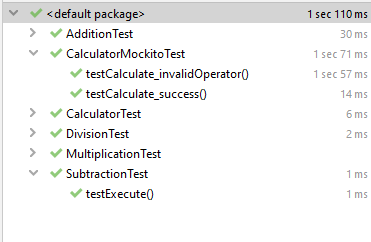 <default package> 1 sec 110 ms
AdditionTest 30 ms
CalculatorMockitoTest 1 sec 71 ms
testCalculate_invalidOperator() 1 sec 57 ms
testCalculate_success() 14 ms
CalculatorTest 6 ms
DivisionTest 2 ms
MultiplicationTest
SubtractionTest 1 ms
testExecute() 1 ms